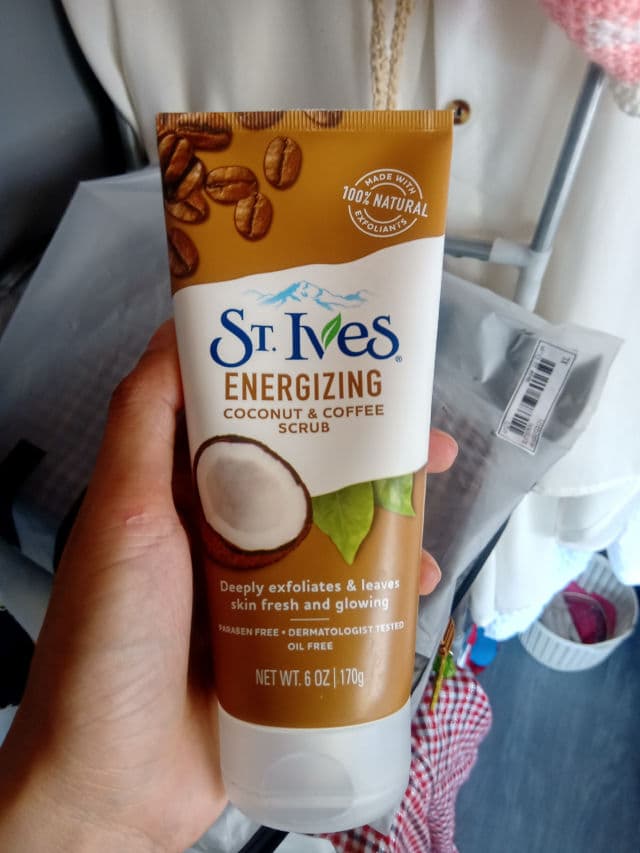 MADE WITH
100% NATURAL
EXFOLIANTS
ST. IVES®
ENERGIZING
COCONUT & COFFEE
SCRUB
Deeply exfoliates & leaves
skin fresh and glowing
PARABEN FREE • DERMATOLOGIST TESTED
OIL FREE
NET WT. 6 OZ | 170g